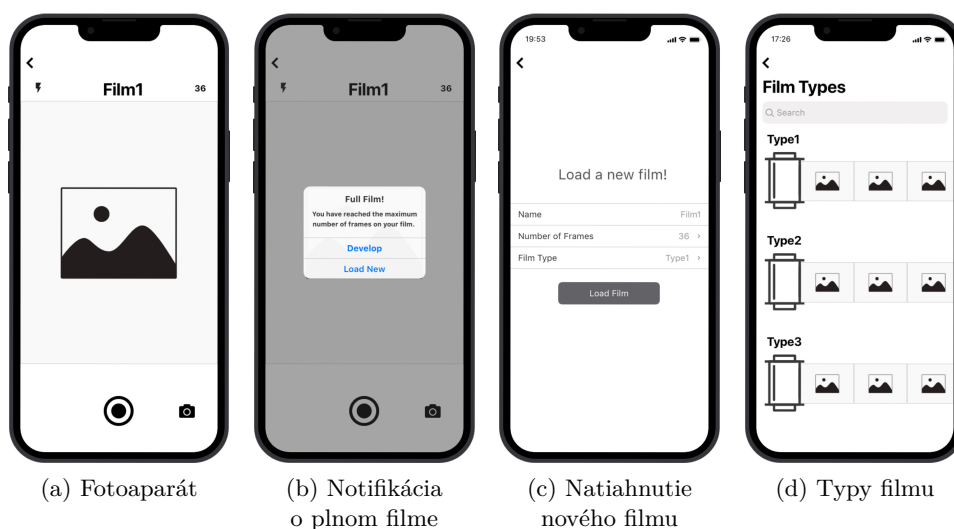 Film1
36
(a) Fotoaparát
Film1
36
Full Film!
You have reached the maximum
number of frames on your film.
Develop
Load New
(b) Notifikácia
o plnom filme
19:53
Load a new film!
Name Film1
Number of Frames 36 ›
Film Type Type1 ›
Load Film
(c) Natiahnutie
nového filmu
17:26
Film Types
Search
Type1
Type2
Type3
(d) Typy filmu